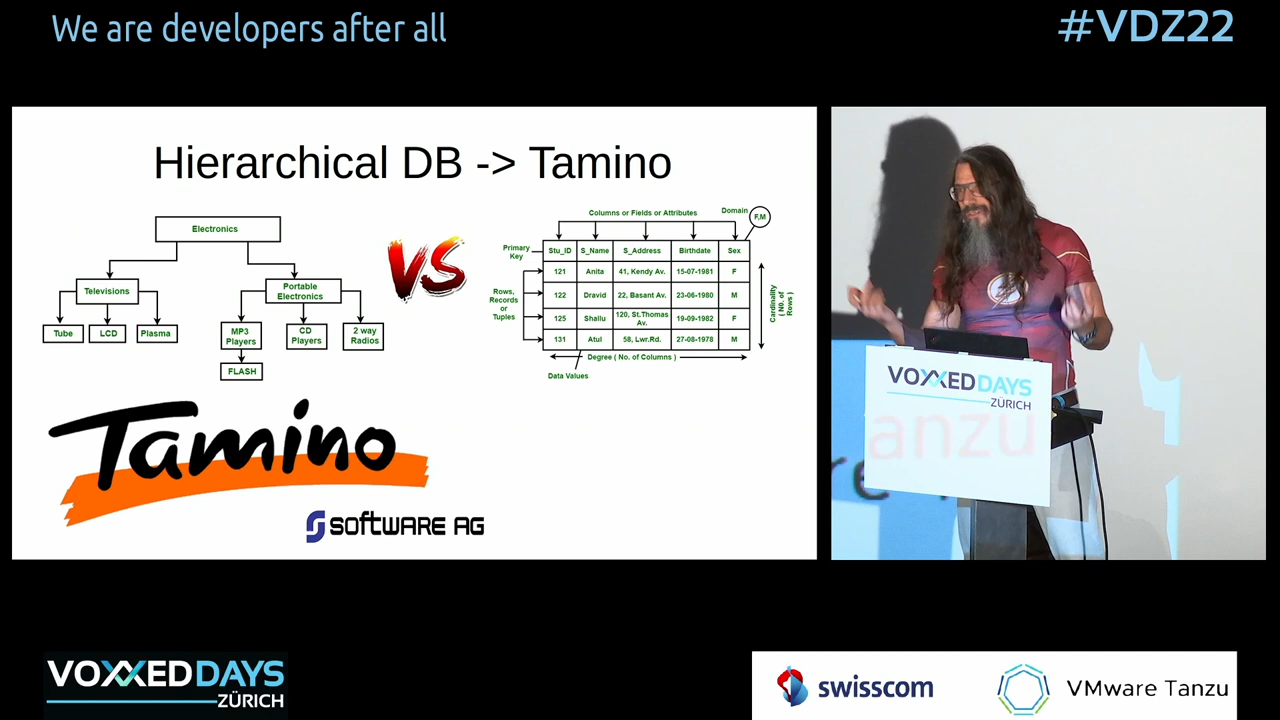 We are developers after all
#VDZ22
Hierarchical DB -> Tamino
Electronics
Televisions
Portable
Electronics
Tube
LCD
Plasma
MP3
Players
CD
Players
2 way
Radios
FLASH
VS
Columns or Fields or Attributes
Domain
F,M
Primary
Key
Stu_ID S_Name S_Address Birthdate Sex
121 Anita 41, Kendy Av. 15-07-1981 F
122 Dravid 22, Basant Av. 23-06-1980 M
125 Shallu 120, St.Thomas Av. 19-09-1982 F
131 Atul 58, Lwr.Rd. 27-08-1978 M
Rows,
Records
or
Tuples
Cardinality
( N0. of
Rows )
Degree ( No. of Columns )
Data Values
Tamino
software AG
VOXXED DAYS
ZÜRICH
anzu
VOXXED DAYS
ZÜRICH
swisscom
VMware Tanzu